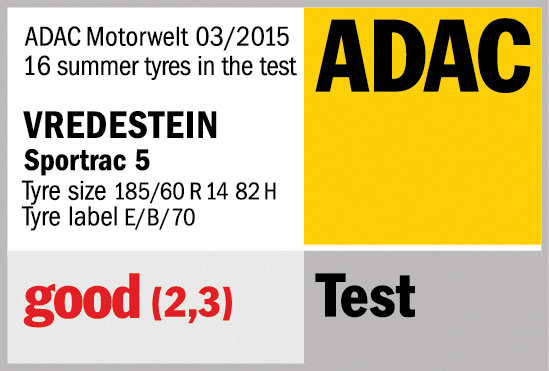 ADAC Motorwelt 03/2015
16 summer tyres in the test
VREDESTEIN
Sportrac 5
Tyre size 185/60 R 14 82 H
Tyre label E/B/70
good (2,3)
ADAC
Test